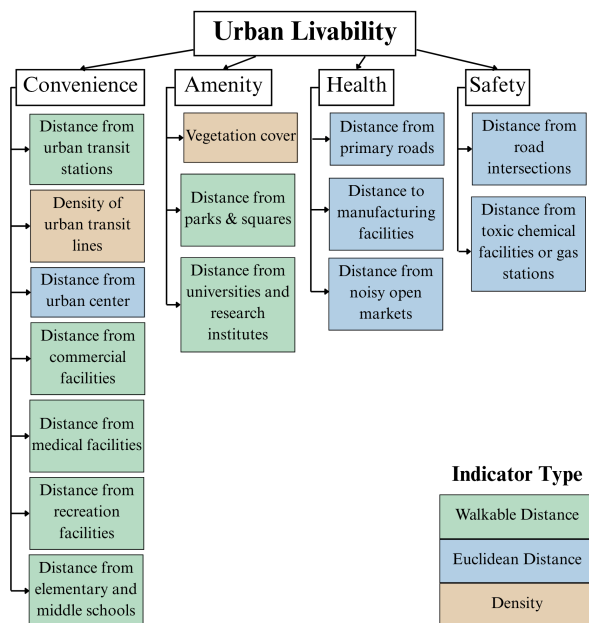 Urban Livability
Convenience
Distance from
urban transit
stations
Density of
urban transit
lines
Distance from
urban center
Distance from
commercial
facilities
Distance from
medical facilities
Distance from
recreation
facilities
Distance from
elementary and
middle schools
Amenity
Vegetation cover
Distance from
parks & squares
Distance from
universities and
research
institutes
Health
Distance from
primary roads
Distance to
manufacturing
facilities
Distance from
noisy open
markets
Safety
Distance from
road
intersections
Distance from
toxic chemical
facilities or gas
stations
Indicator Type
Walkable Distance
Euclidean Distance
Density